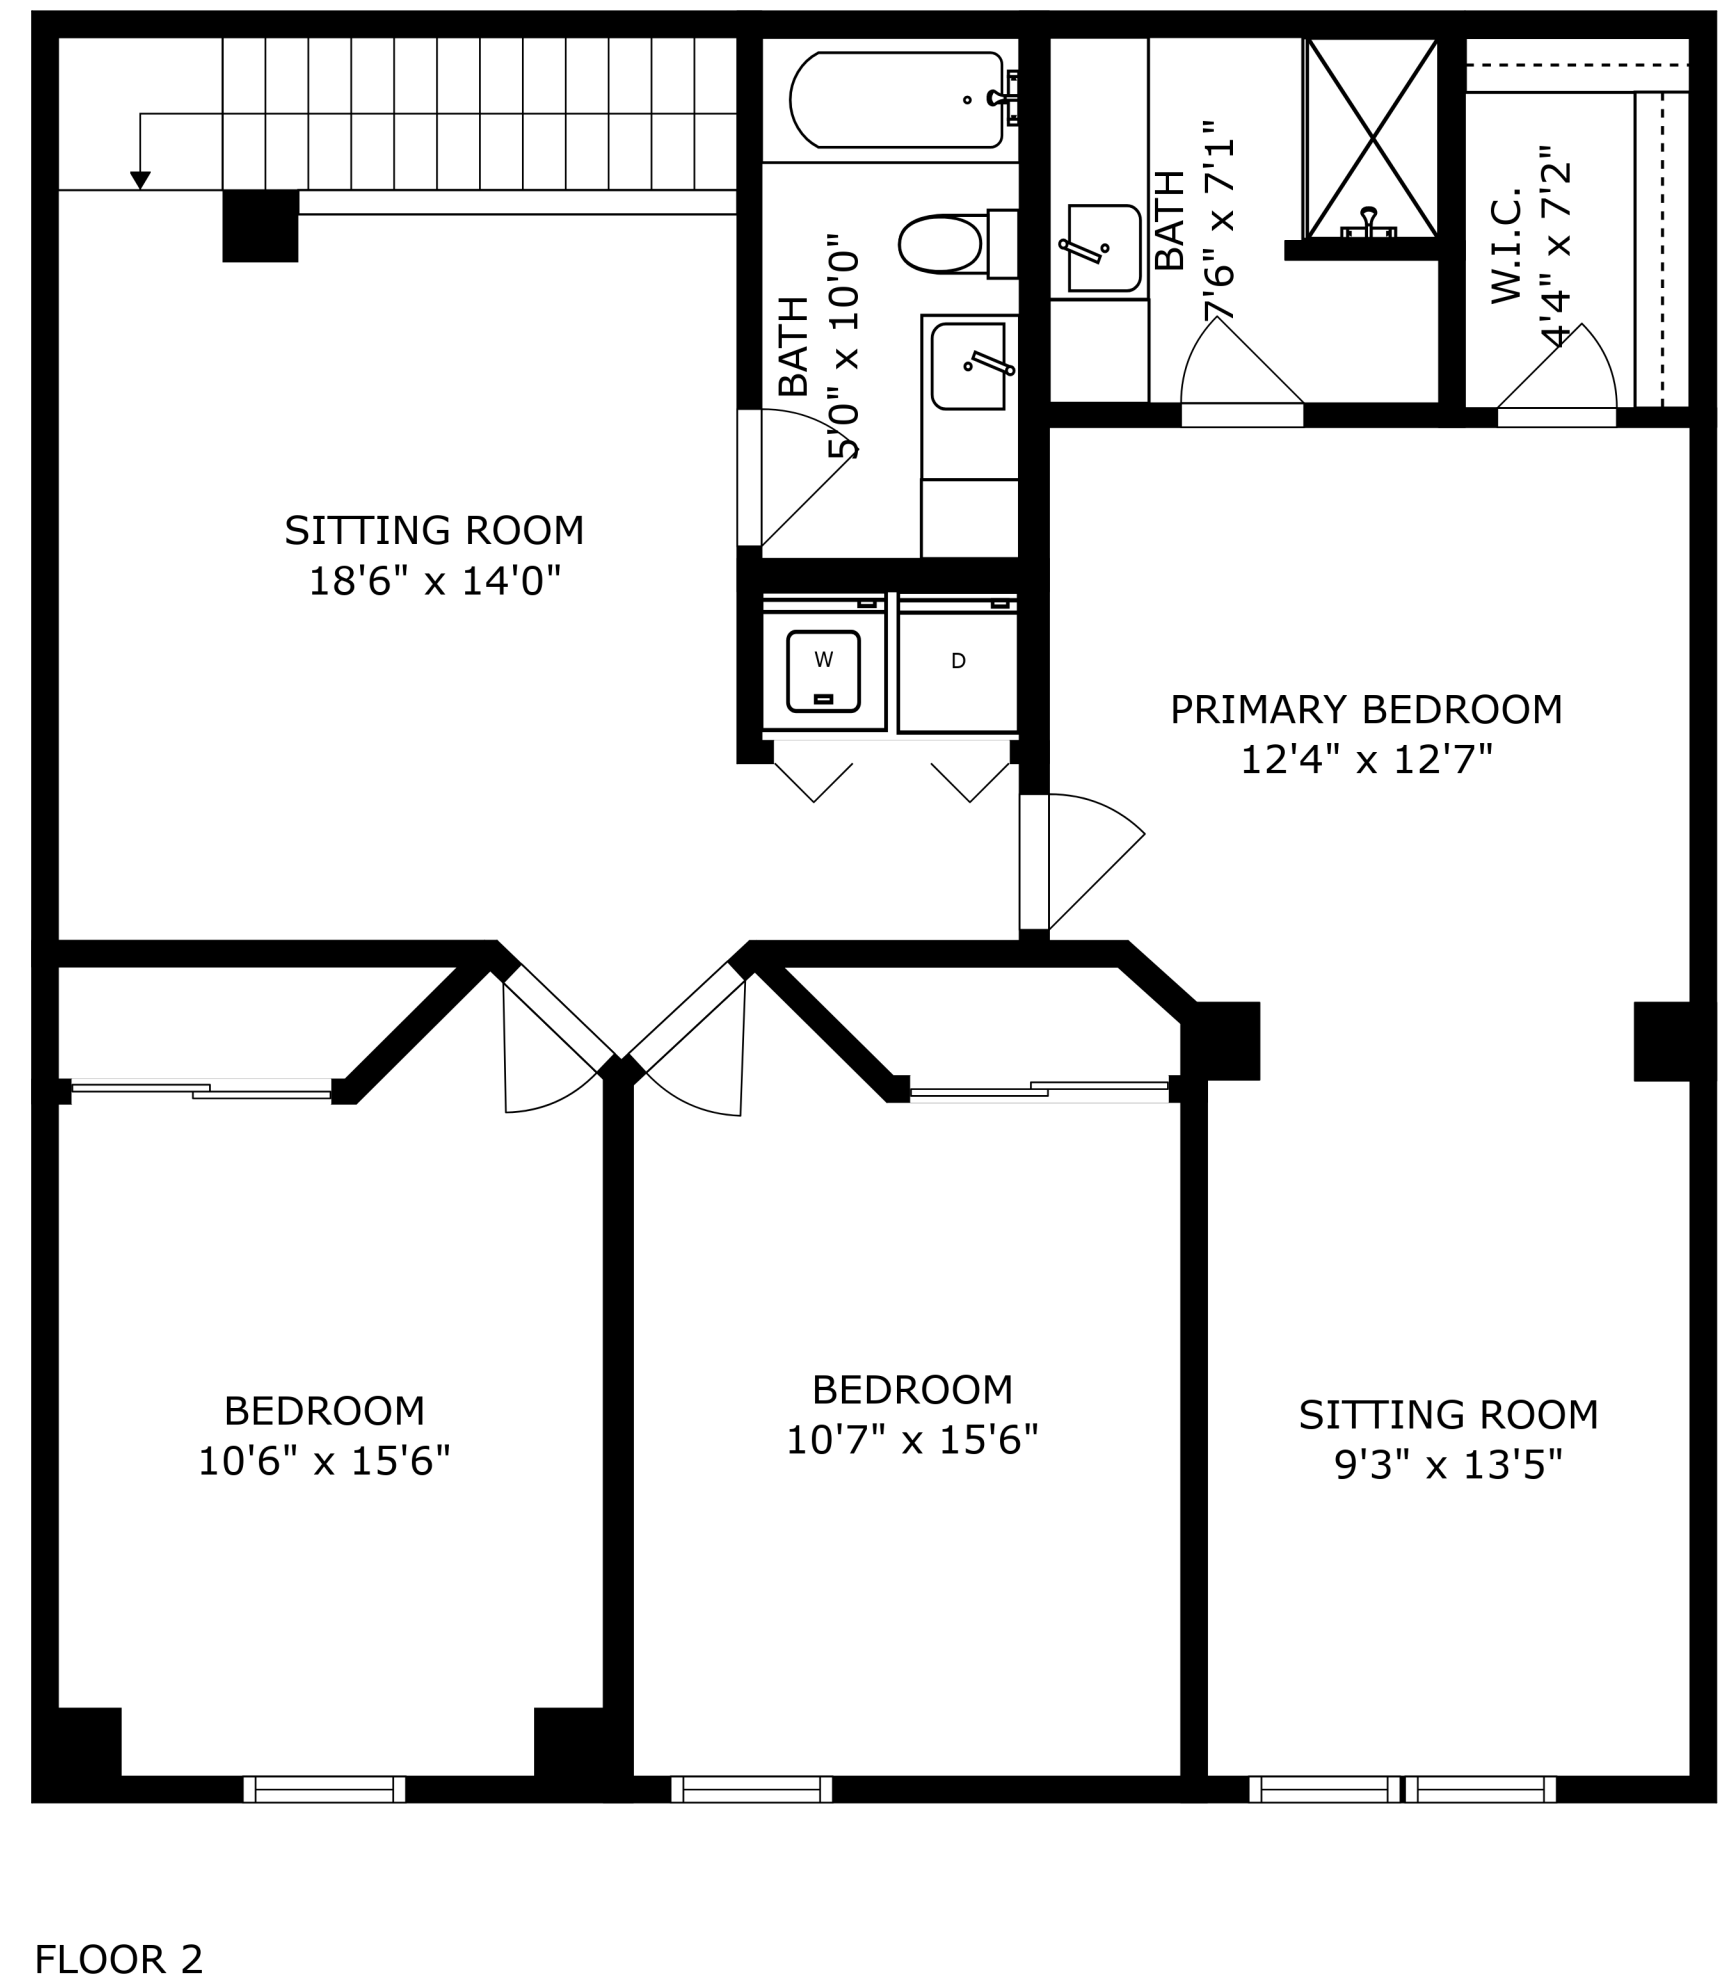 BATH
5'0" x 10'0"
BATH
7'6" x 7'1"
W.I.C.
4'4" x 7'2"
SITTING ROOM
18'6" x 14'0"
W
D
PRIMARY BEDROOM
12'4" x 12'7"
BEDROOM
10'6" x 15'6"
BEDROOM
10'7" x 15'6"
SITTING ROOM
9'3" x 13'5"
FLOOR 2